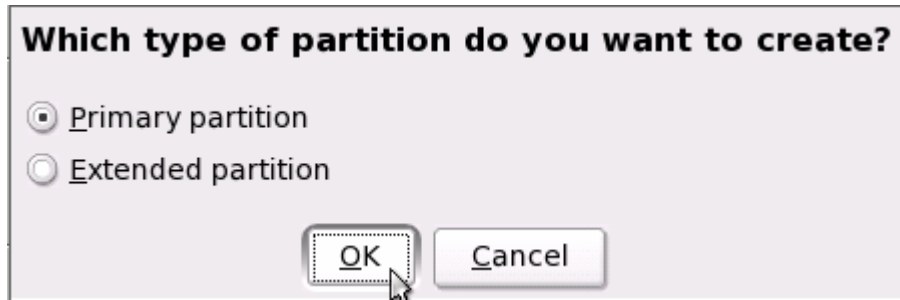 Which type of partition do you want to create?
Primary partition
Extended partition
OK Cancel